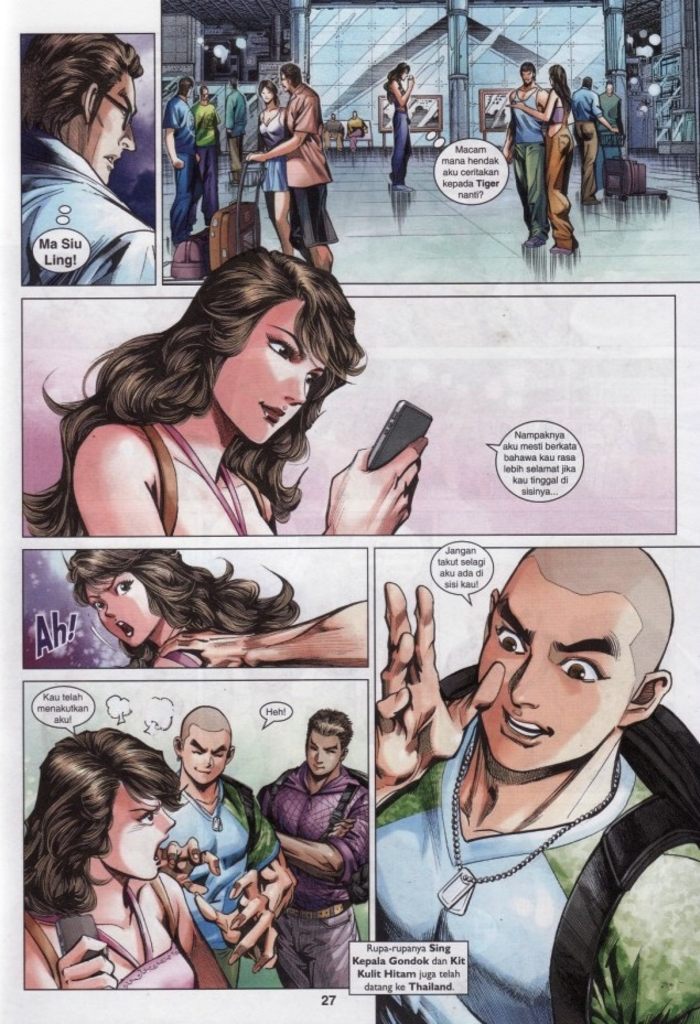 Ma Siu
Ling!
Macam
mana hendak
aku ceritakan
kepada Tiger
nanti?
Nampaknya
aku mesti berkata
bahawa kau rasa
lebih selamat jika
kau tinggal di
sisinya...
Ah!
Jangan
takut selagi
aku ada di
sisi kau!
Kau telah
menakutkan
aku!
Heh!
Rupa-rupanya Sing
Kepala Gondok dan Kit
Kulit Hitam juga telah
datang ke Thailand.
27